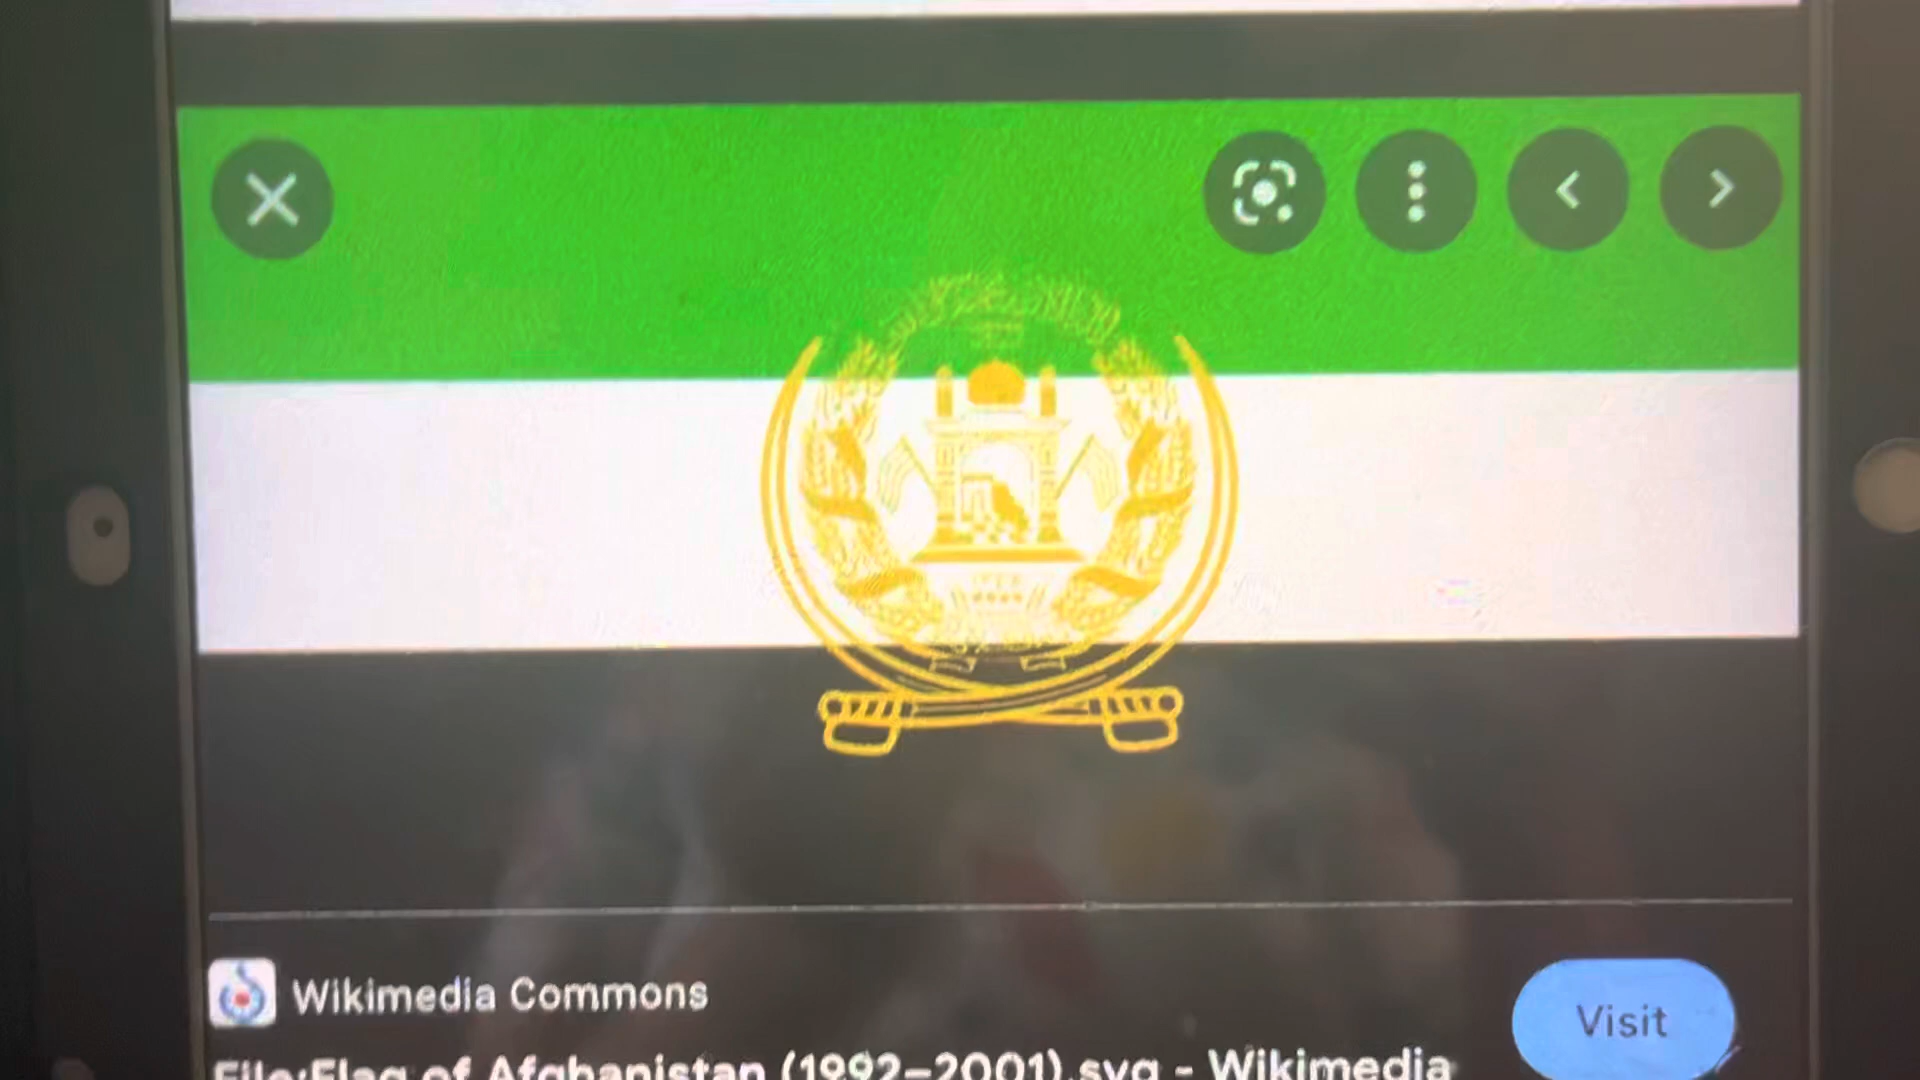 Wikimedia Commons
Visit
File:Flag of Afghanistan (1992–2001).svg - Wikimedia